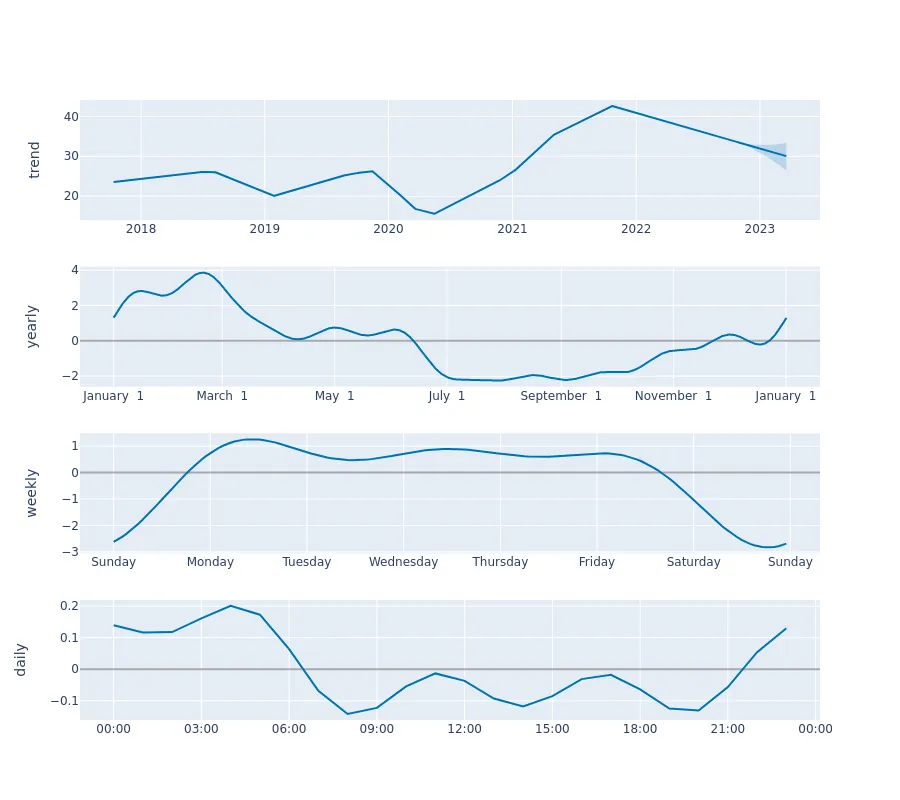 trend
40
30
20
2018 2019 2020 2021 2022 2023
yearly
4
2
0
−2
January 1 March 1 May 1 July 1 September 1 November 1 January 1
weekly
1
0
−1
−2
−3
Sunday Monday Tuesday Wednesday Thursday Friday Saturday Sunday
daily
0.2
0.1
0
−0.1
00:00 03:00 06:00 09:00 12:00 15:00 18:00 21:00 00:00